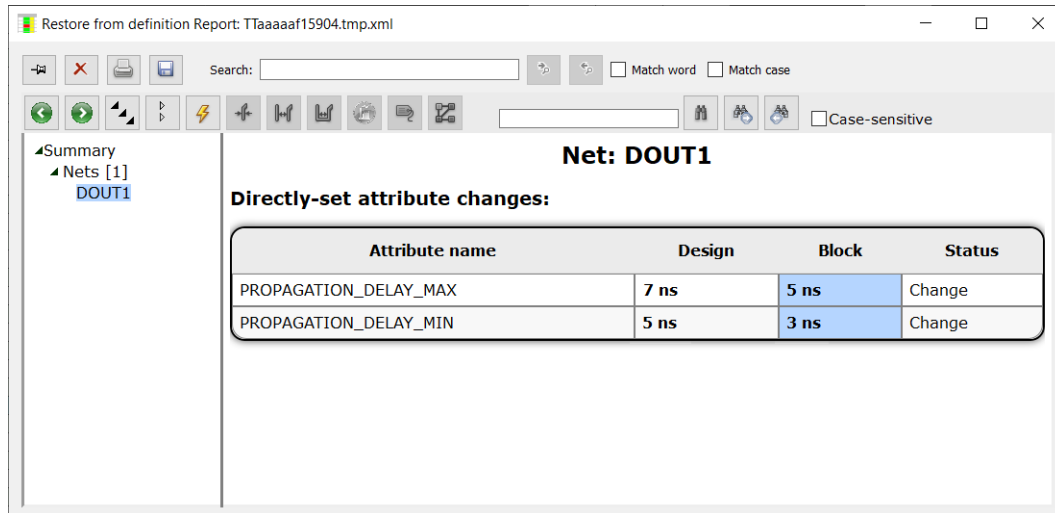 Restore from definition Report: TTaaaaaf15904.tmp.xml
Search: Match word Match case
Case-sensitive
Summary
Nets [1]
DOUT1
Net: DOUT1
Directly-set attribute changes:
Attribute name Design Block Status
PROPAGATION_DELAY_MAX 7 ns 5 ns Change
PROPAGATION_DELAY_MIN 5 ns 3 ns Change